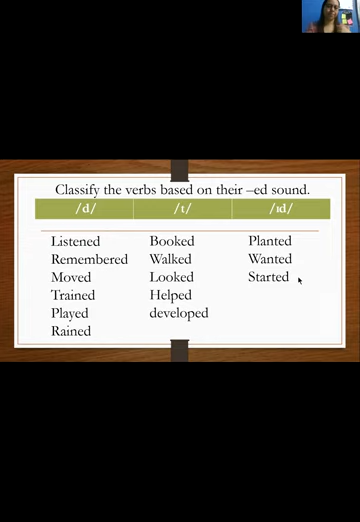 Classify the verbs based on their –ed sound.
/d/ /t/ /ɪd/
Listened Booked Planted
Remembered Walked Wanted
Moved Looked Started
Trained Helped
Played developed
Rained